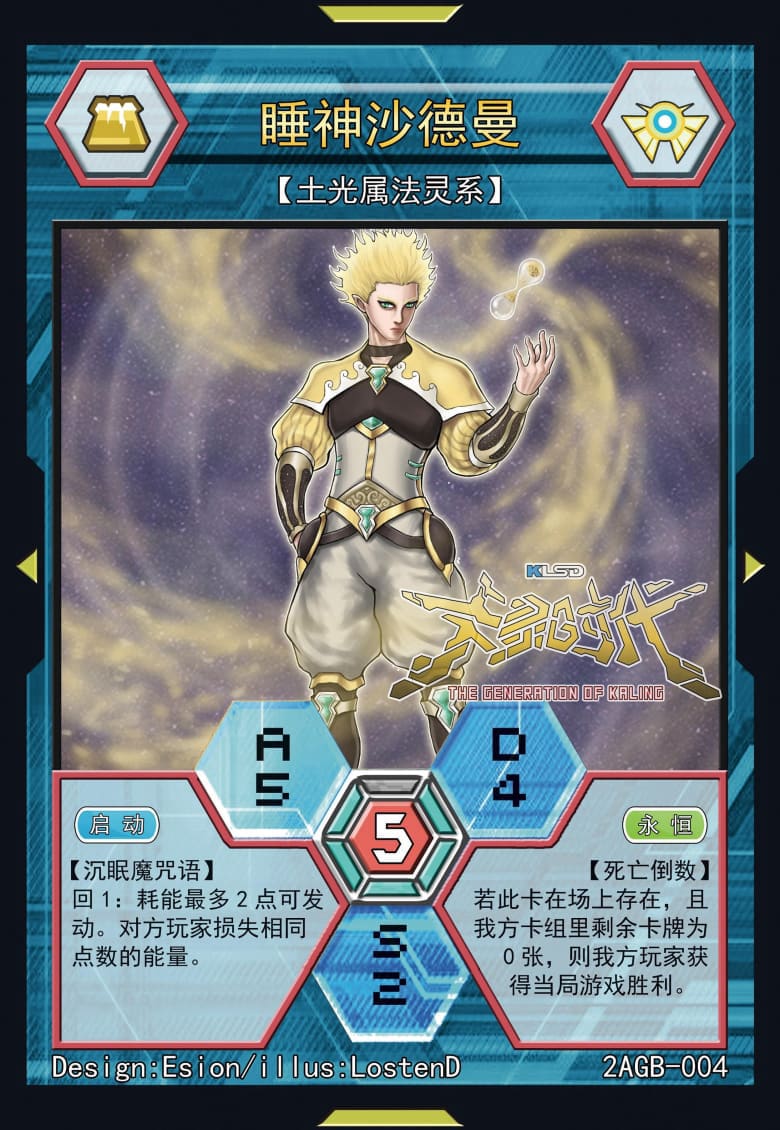 睡神沙德曼
【土光属法灵系】
KLSD
卡灵时代
THE GENERATION OF KALING
A
5
D
4
5
S
2
启动
【沉眠魔咒语】
回1：耗能最多2点可发
动。对方玩家损失相同
点数的能量。
永恒
【死亡倒数】
若此卡在场上存在，且
我方卡组里剩余卡牌为
0张，则我方玩家获
得当局游戏胜利。
Design:Esion/illus:LostenD
2AGB-004